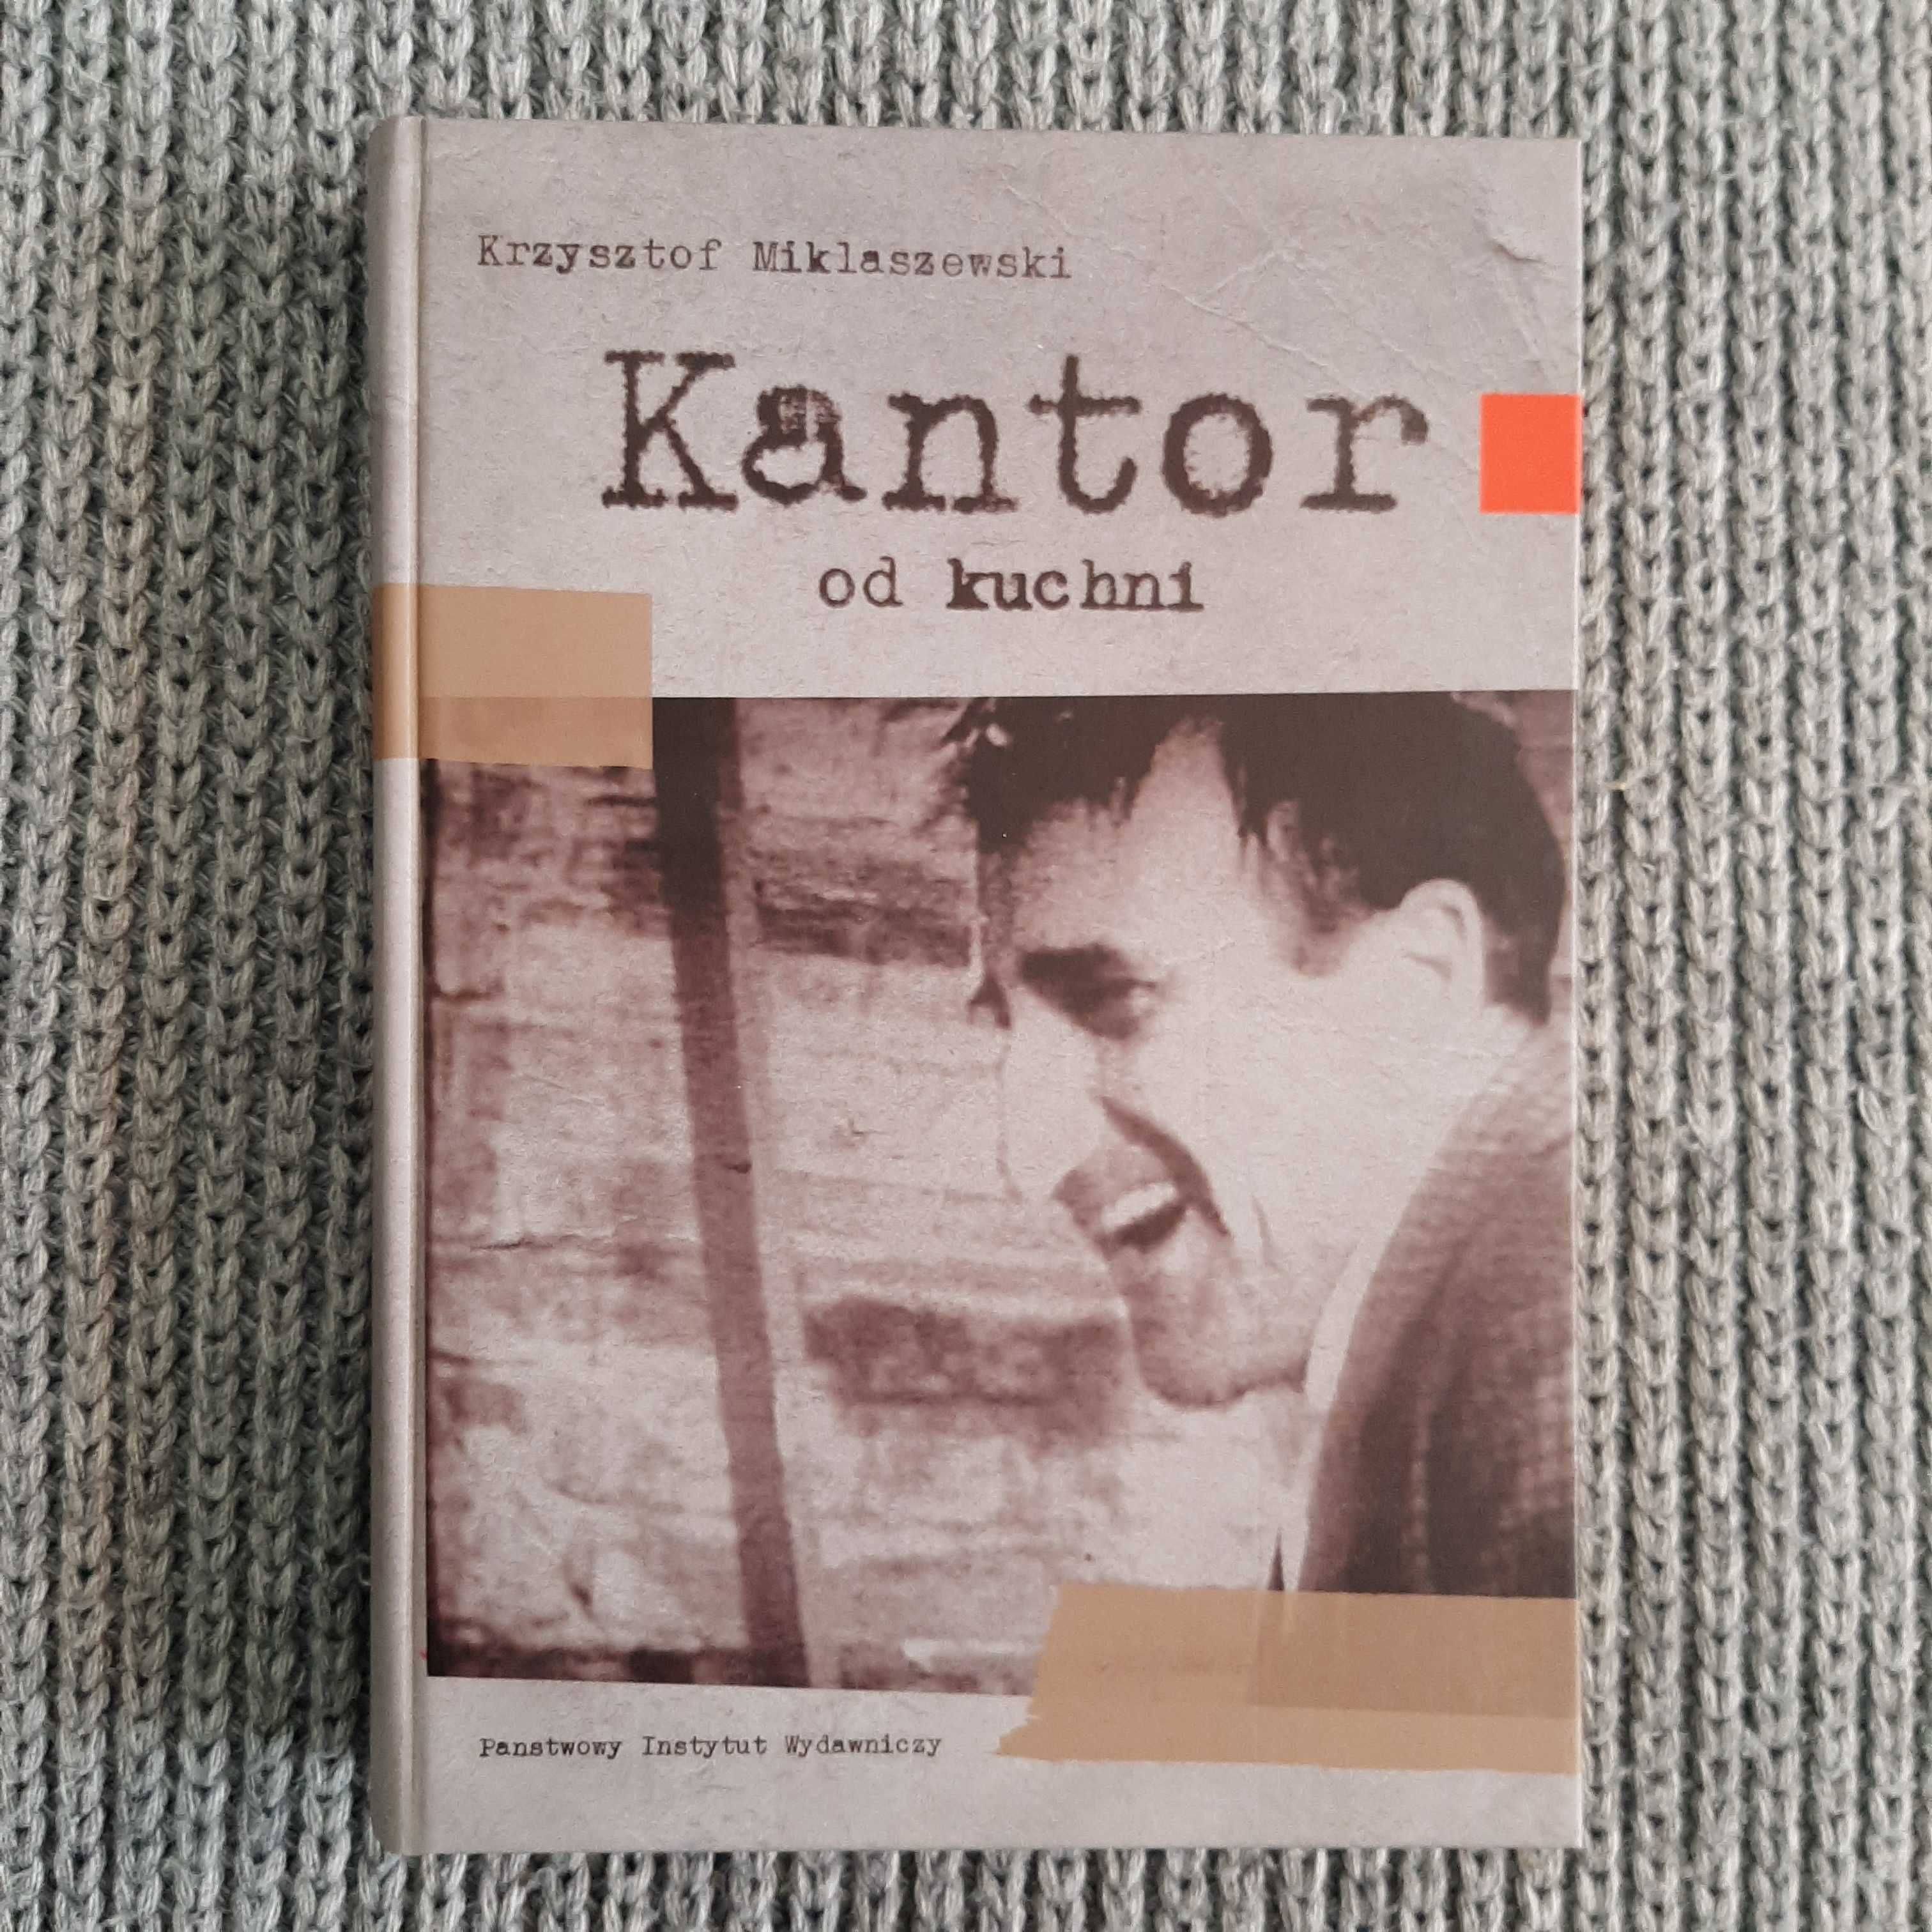 Krzysztof Miklaszewski
Kantor
od kuchni
Panstwowy Instytut Wydawniczy